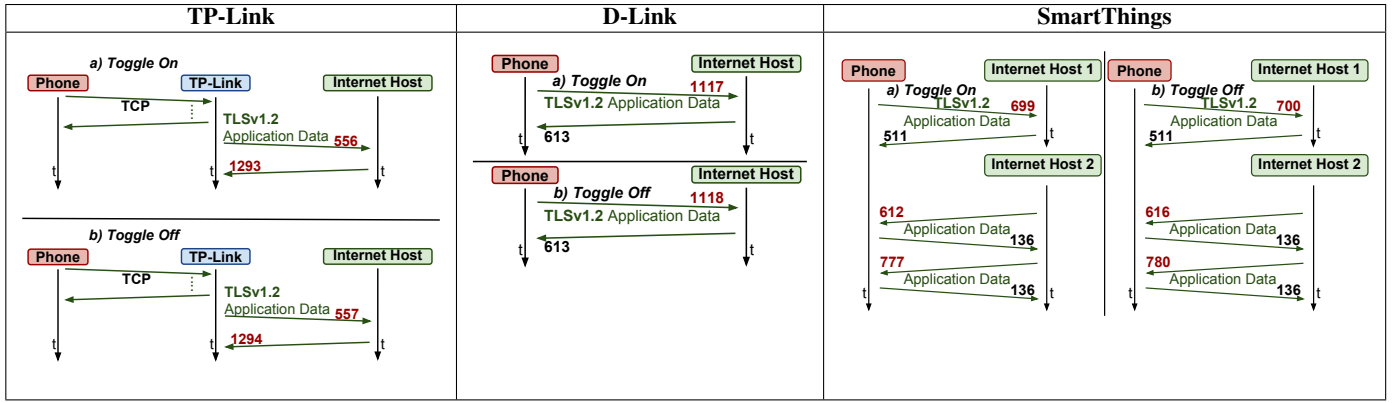 TP-Link
D-Link
SmartThings
a) Toggle On
Phone
TP-Link
Internet Host
TCP
TLSv1.2
Application Data
556
1293
t
t
t
b) Toggle Off
Phone
TP-Link
Internet Host
TCP
TLSv1.2
Application Data
557
1294
t
t
t
Phone
Internet Host
a) Toggle On
1117
TLSv1.2 Application Data
613
t
t
Phone
Internet Host
b) Toggle Off
1118
TLSv1.2 Application Data
613
t
t
Phone
Internet Host 1
a) Toggle On
TLSv1.2
699
Application Data
511
t
Internet Host 2
612
Application Data
136
777
Application Data
136
t
t
Phone
Internet Host 1
b) Toggle Off
TLSv1.2
700
Application Data
511
t
Internet Host 2
616
Application Data
136
780
Application Data
136
t
t